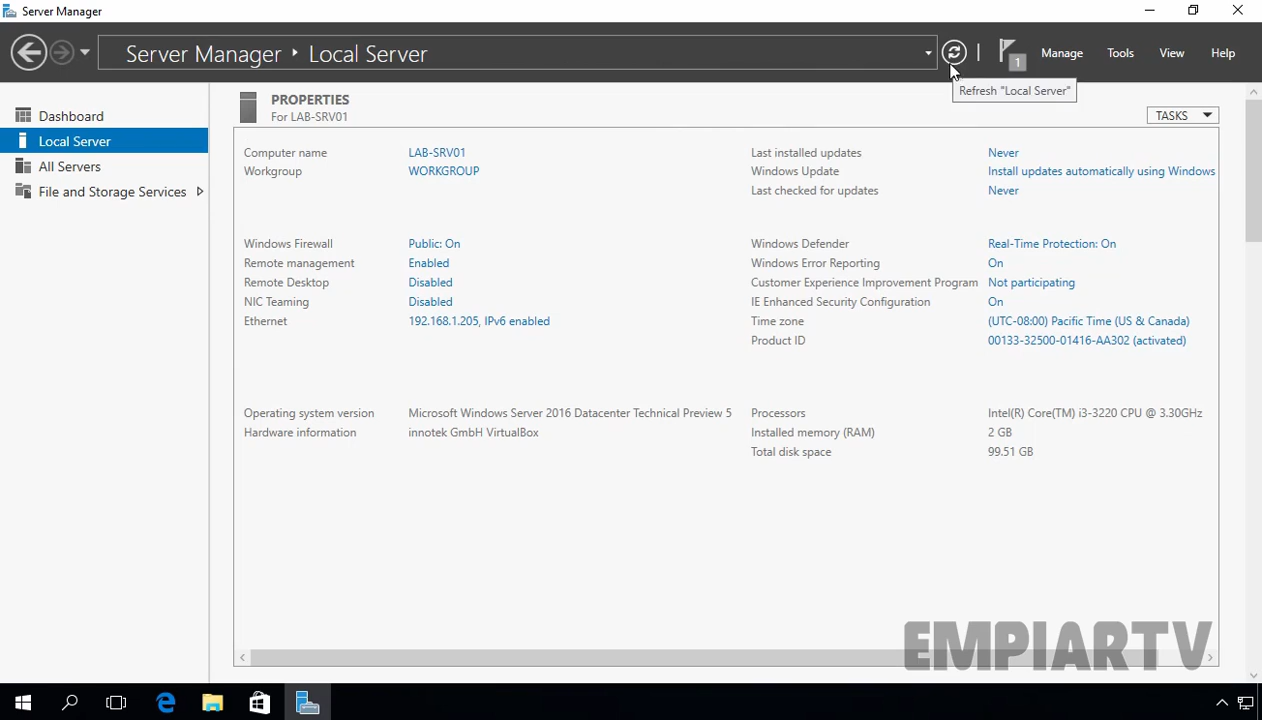 Server Manager
Server Manager ‣ Local Server
1
Manage
Tools
View
Help
Refresh "Local Server"
Dashboard
Local Server
All Servers
File and Storage Services
PROPERTIES
For LAB-SRV01
TASKS
Computer name LAB-SRV01
Workgroup WORKGROUP
Last installed updates Never
Windows Update Install updates automatically using Windows
Last checked for updates Never
Windows Firewall Public: On
Remote management Enabled
Remote Desktop Disabled
NIC Teaming Disabled
Ethernet 192.168.1.205, IPv6 enabled
Windows Defender Real-Time Protection: On
Windows Error Reporting On
Customer Experience Improvement Program Not participating
IE Enhanced Security Configuration On
Time zone (UTC-08:00) Pacific Time (US & Canada)
Product ID 00133-32500-01416-AA302 (activated)
Operating system version Microsoft Windows Server 2016 Datacenter Technical Preview 5
Hardware information innotek GmbH VirtualBox
Processors Intel(R) Core(TM) i3-3220 CPU @ 3.30GHz
Installed memory (RAM) 2 GB
Total disk space 99.51 GB
EMPIARTV